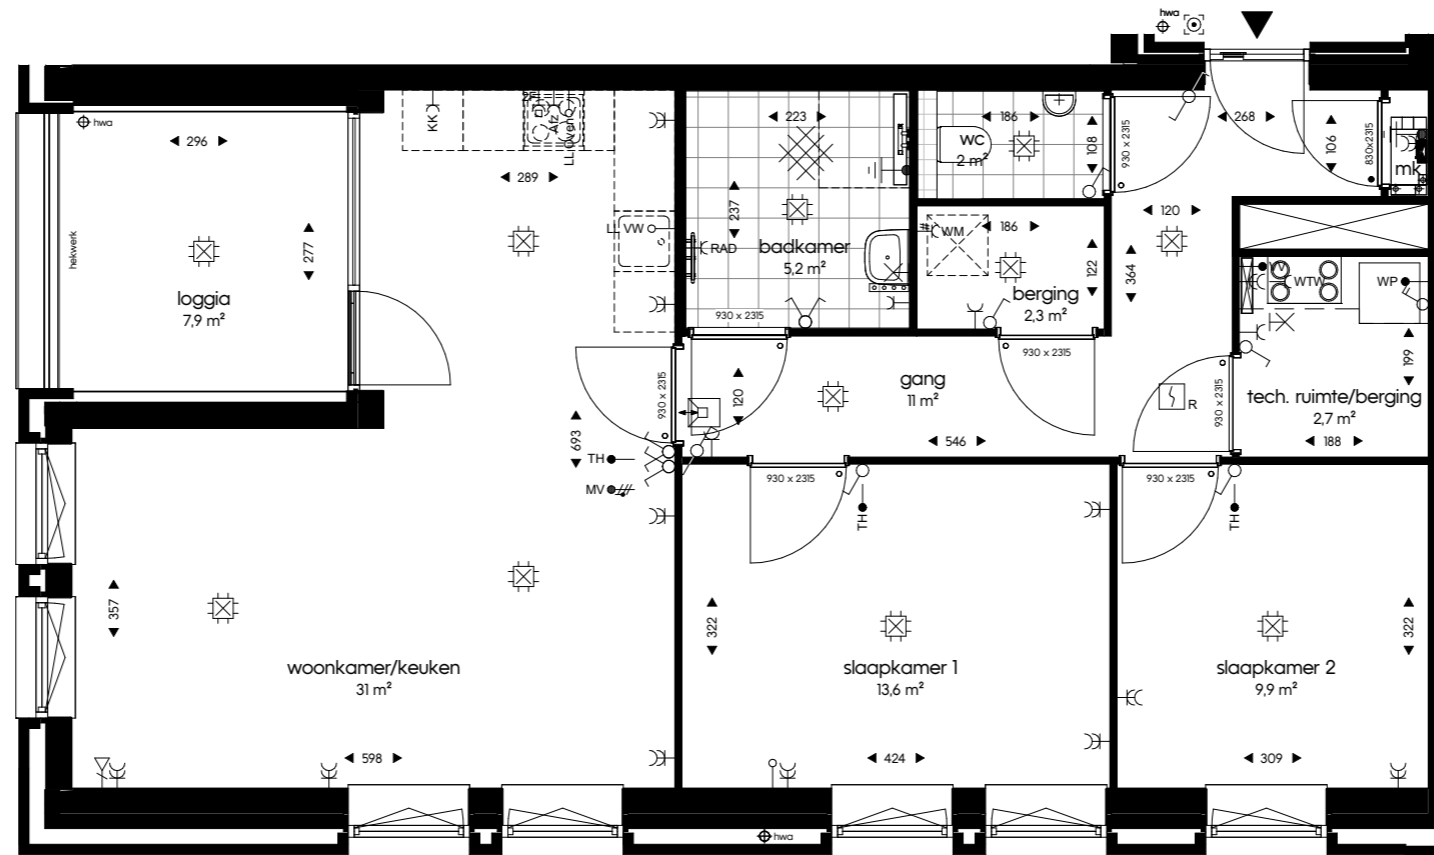 hwa
hwa
296
277
hekwerk
loggia
7,9 m²
KK
Afz.
LL Oven
289
LL VW
223
237
RAD
badkamer
5,2 m²
930 x 2315
186
wc
2 m²
108
930 x 2315
268
106
830x2315
mk
120
364
WM
186
122
berging
2,3 m²
930 x 2315
VV
WTW
WP
199
tech. ruimte/berging
2,7 m²
188
930 x 2315
R
gang
11 m²
546
120
930 x 2315
693
TH
MV
930 x 2315
TH
930 x 2315
TH
357
woonkamer/keuken
31 m²
598
322
slaapkamer 1
13,6 m²
424
slaapkamer 2
9,9 m²
322
309
hwa